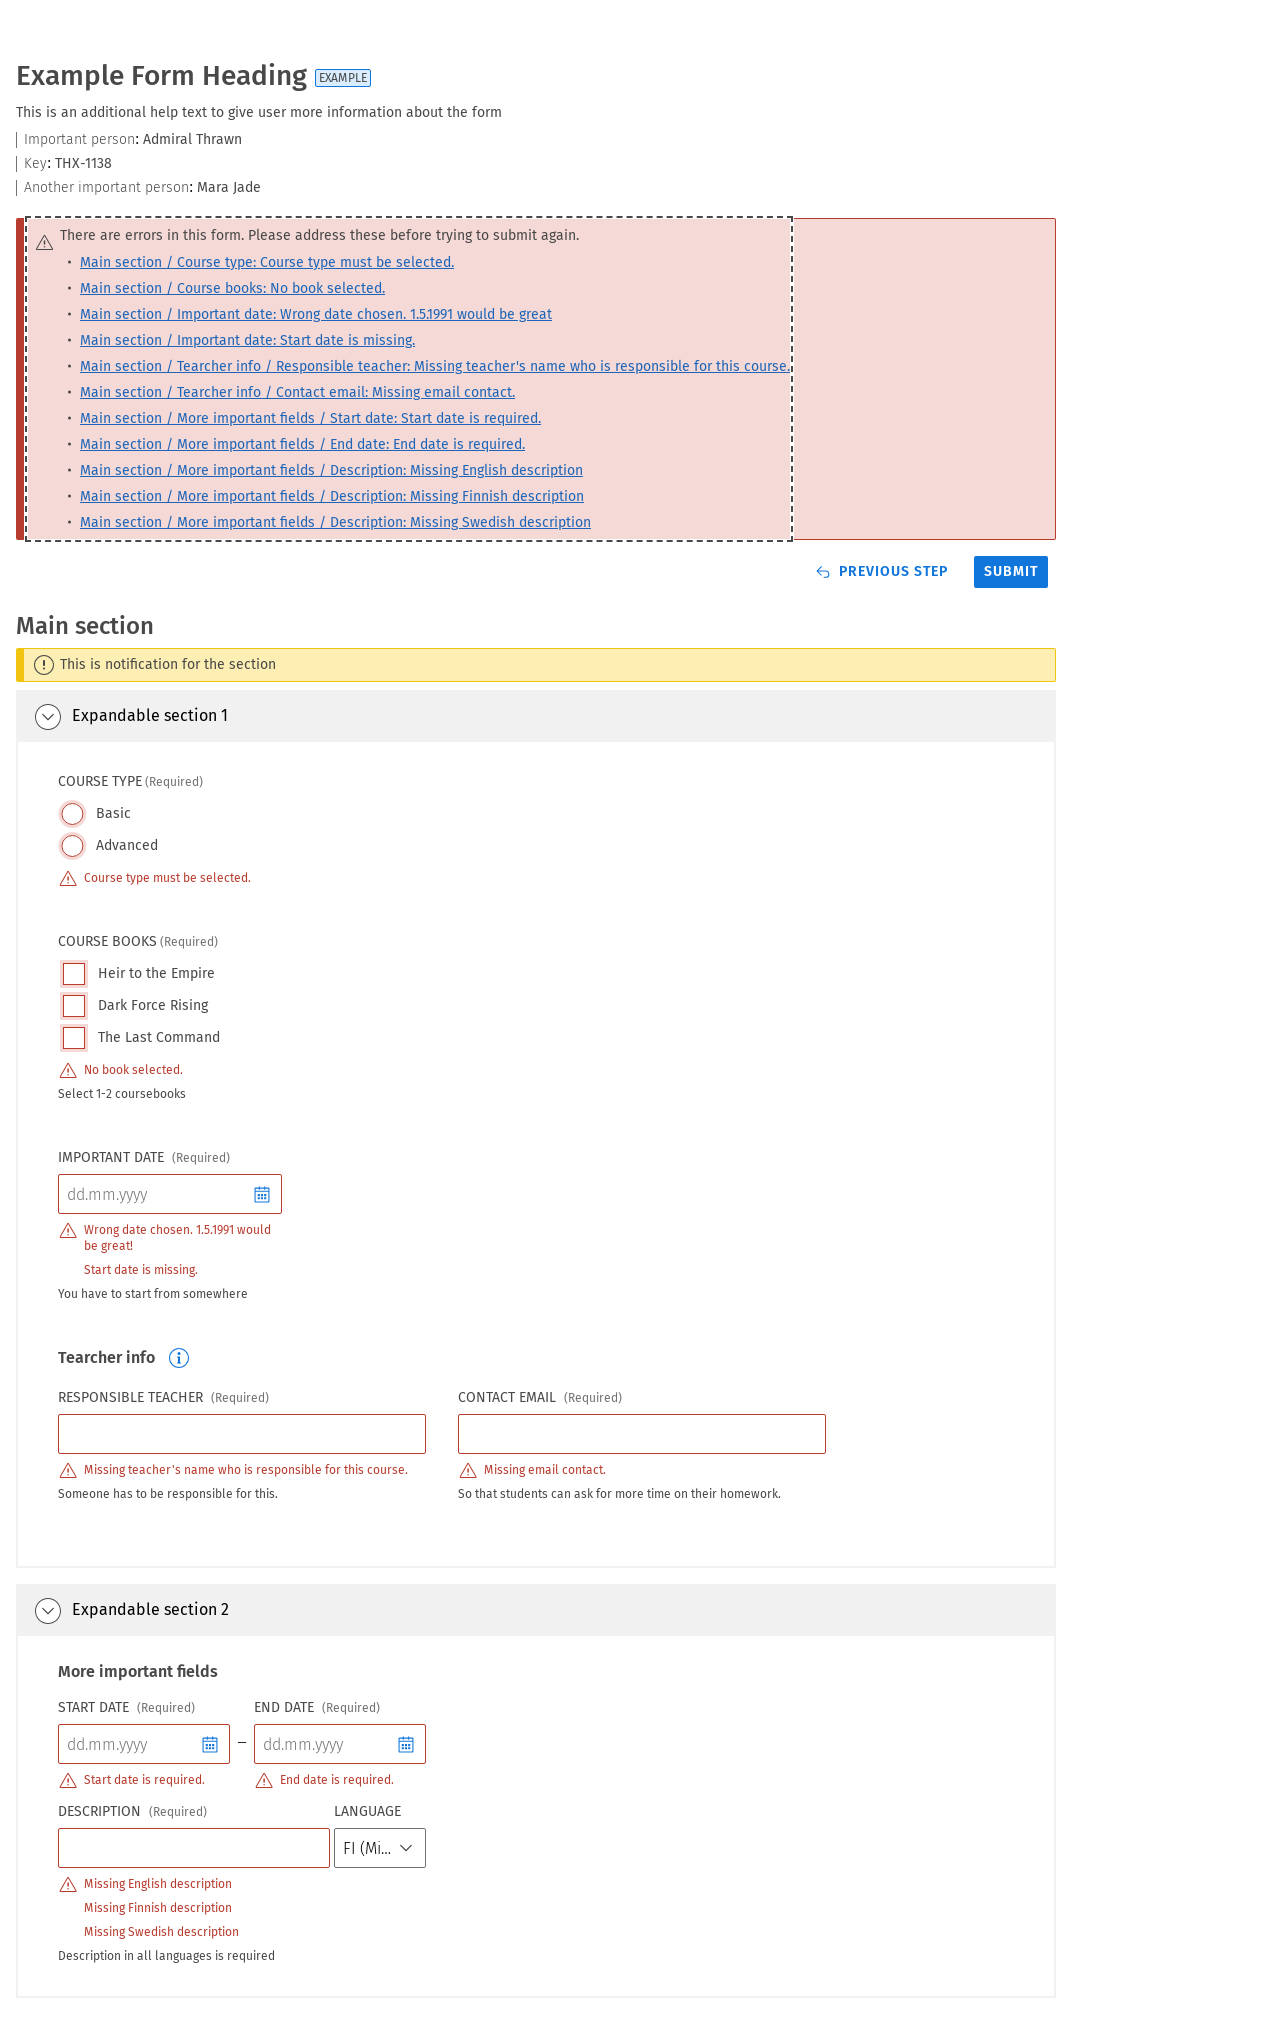 Example Form Heading EXAMPLE
This is an additional help text to give user more information about the form
Important person: Admiral Thrawn
Key: THX-1138
Another important person: Mara Jade
There are errors in this form. Please address these before trying to submit again.
• Main section / Course type: Course type must be selected.
• Main section / Course books: No book selected.
• Main section / Important date: Wrong date chosen. 1.5.1991 would be great
• Main section / Important date: Start date is missing.
• Main section / Tearcher info / Responsible teacher: Missing teacher's name who is responsible for this course.
• Main section / Tearcher info / Contact email: Missing email contact.
• Main section / More important fields / Start date: Start date is required.
• Main section / More important fields / End date: End date is required.
• Main section / More important fields / Description: Missing English description
• Main section / More important fields / Description: Missing Finnish description
• Main section / More important fields / Description: Missing Swedish description
PREVIOUS STEP SUBMIT
Main section
This is notification for the section
Expandable section 1
COURSE TYPE (Required)
Basic
Advanced
Course type must be selected.
COURSE BOOKS (Required)
Heir to the Empire
Dark Force Rising
The Last Command
No book selected.
Select 1-2 coursebooks
IMPORTANT DATE (Required)
dd.mm.yyyy
Wrong date chosen. 1.5.1991 would
be great!
Start date is missing.
You have to start from somewhere
Tearcher info
RESPONSIBLE TEACHER (Required) CONTACT EMAIL (Required)
Missing teacher's name who is responsible for this course. Missing email contact.
Someone has to be responsible for this. So that students can ask for more time on their homework.
Expandable section 2
More important fields
START DATE (Required) END DATE (Required)
dd.mm.yyyy – dd.mm.yyyy
Start date is required. End date is required.
DESCRIPTION (Required) LANGUAGE
FI (Mi...
Missing English description
Missing Finnish description
Missing Swedish description
Description in all languages is required